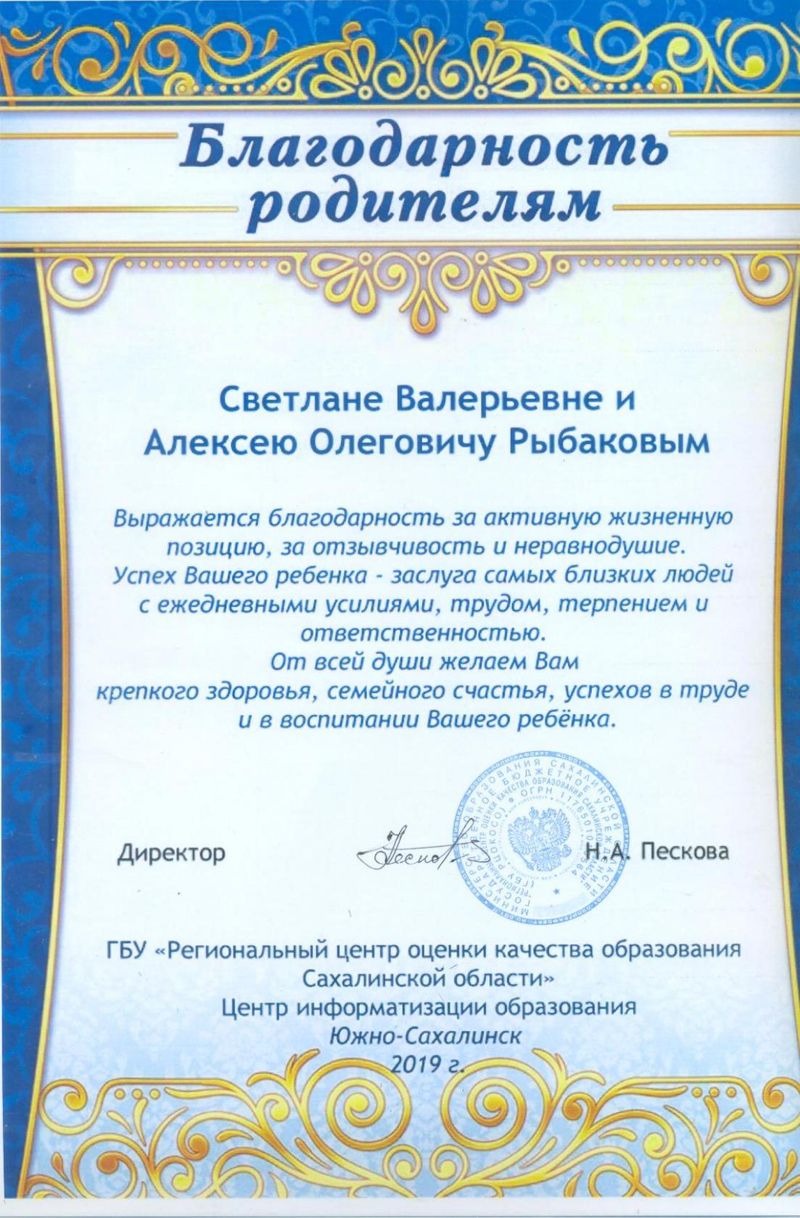 Благодарность
родителям
Светлане Валерьевне и
Алексею Олеговичу Рыбаковым
Выражается благодарность за активную жизненную
позицию, за отзывчивость и неравнодушие.
Успех Вашего ребенка - заслуга самых близких людей
с ежедневными усилиями, трудом, терпением и
ответственностью.
От всей души желаем Вам
крепкого здоровья, семейного счастья, успехов в труде
и в воспитании Вашего ребёнка.
Директор
Н.А. Пескова
ГБУ «Региональный центр оценки качества образования
Сахалинской области»
Центр информатизации образования
Южно-Сахалинск
2019 г.